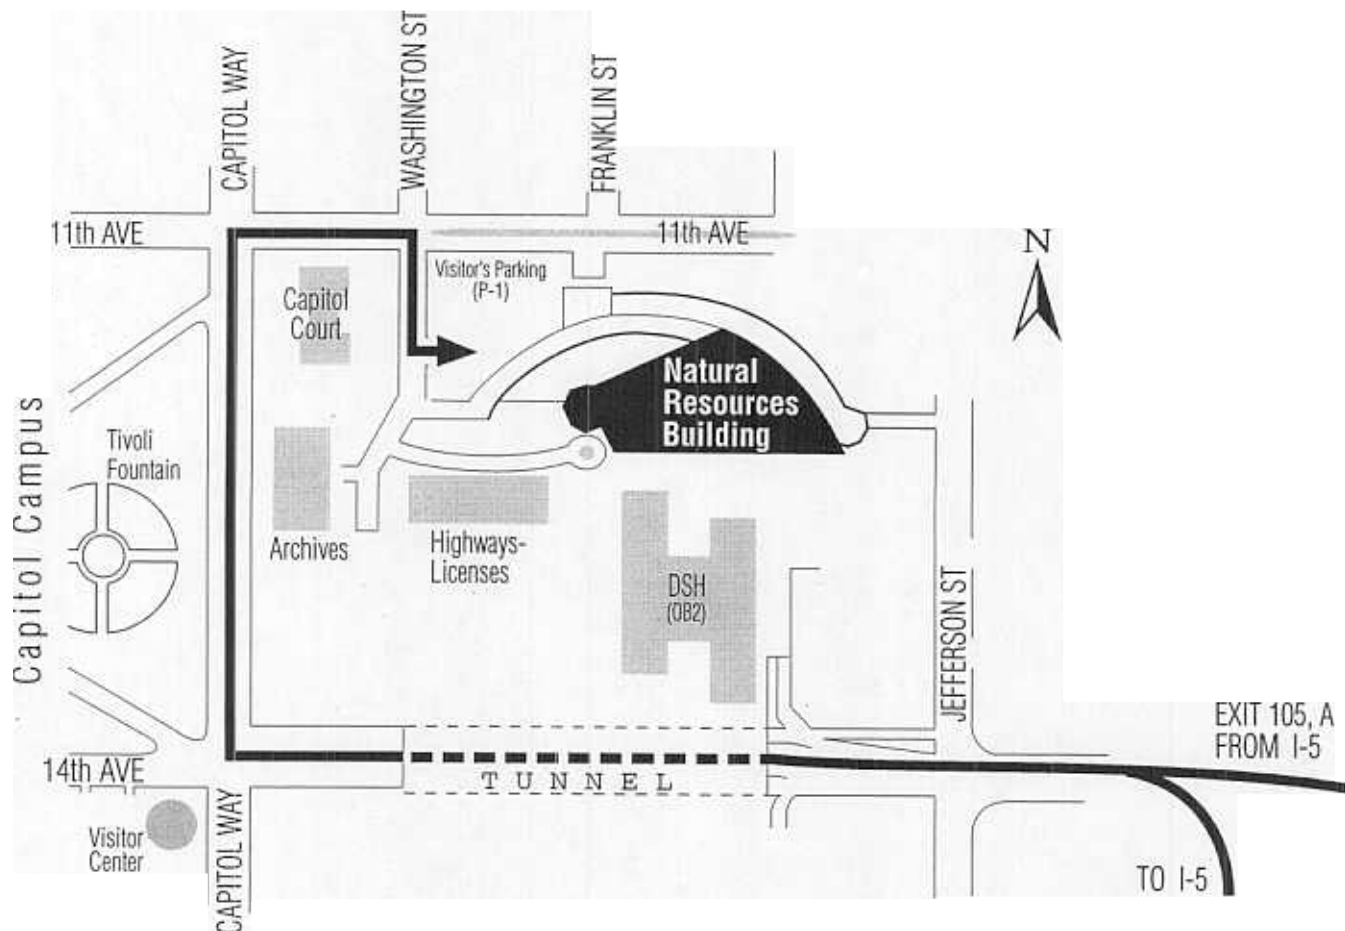 CAPITOL WAY
WASHINGTON ST
FRANKLIN ST
11th AVE
11th AVE
N
Visitor's Parking
(P-1)
Capitol
Court
Natural
Resources
Building
Capitol Campus
Tivoli
Fountain
Archives
Highways-
Licenses
DSH
(OB2)
JEFFERSON ST
EXIT 105, A
FROM I-5
14th AVE
TUNNEL
Visitor
Center
CAPITOL WAY
TO I-5